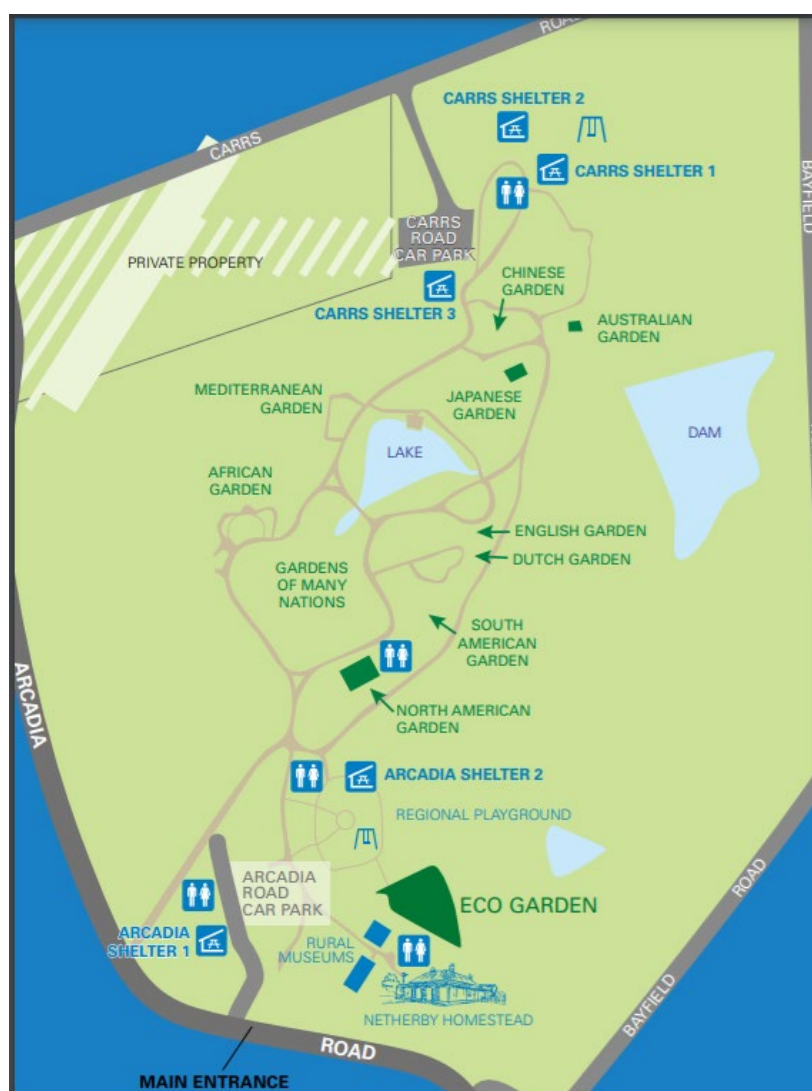 ROAD
CARRS SHELTER 2
CARRS
CARRS SHELTER 1
BAYFIELD
CARRS
ROAD
CAR PARK
PRIVATE PROPERTY
CHINESE
GARDEN
CARRS SHELTER 3
AUSTRALIAN
GARDEN
MEDITERRANEAN
GARDEN
JAPANESE
GARDEN
DAM
LAKE
AFRICAN
GARDEN
ENGLISH GARDEN
DUTCH GARDEN
GARDENS
OF MANY
NATIONS
SOUTH
AMERICAN
GARDEN
ARCADIA
NORTH AMERICAN
GARDEN
ARCADIA SHELTER 2
REGIONAL PLAYGROUND
ARCADIA
ROAD
CAR PARK
ROAD
ECO GARDEN
ARCADIA
SHELTER 1
RURAL
MUSEUMS
BAYFIELD
NETHERBY HOMESTEAD
ROAD
MAIN ENTRANCE